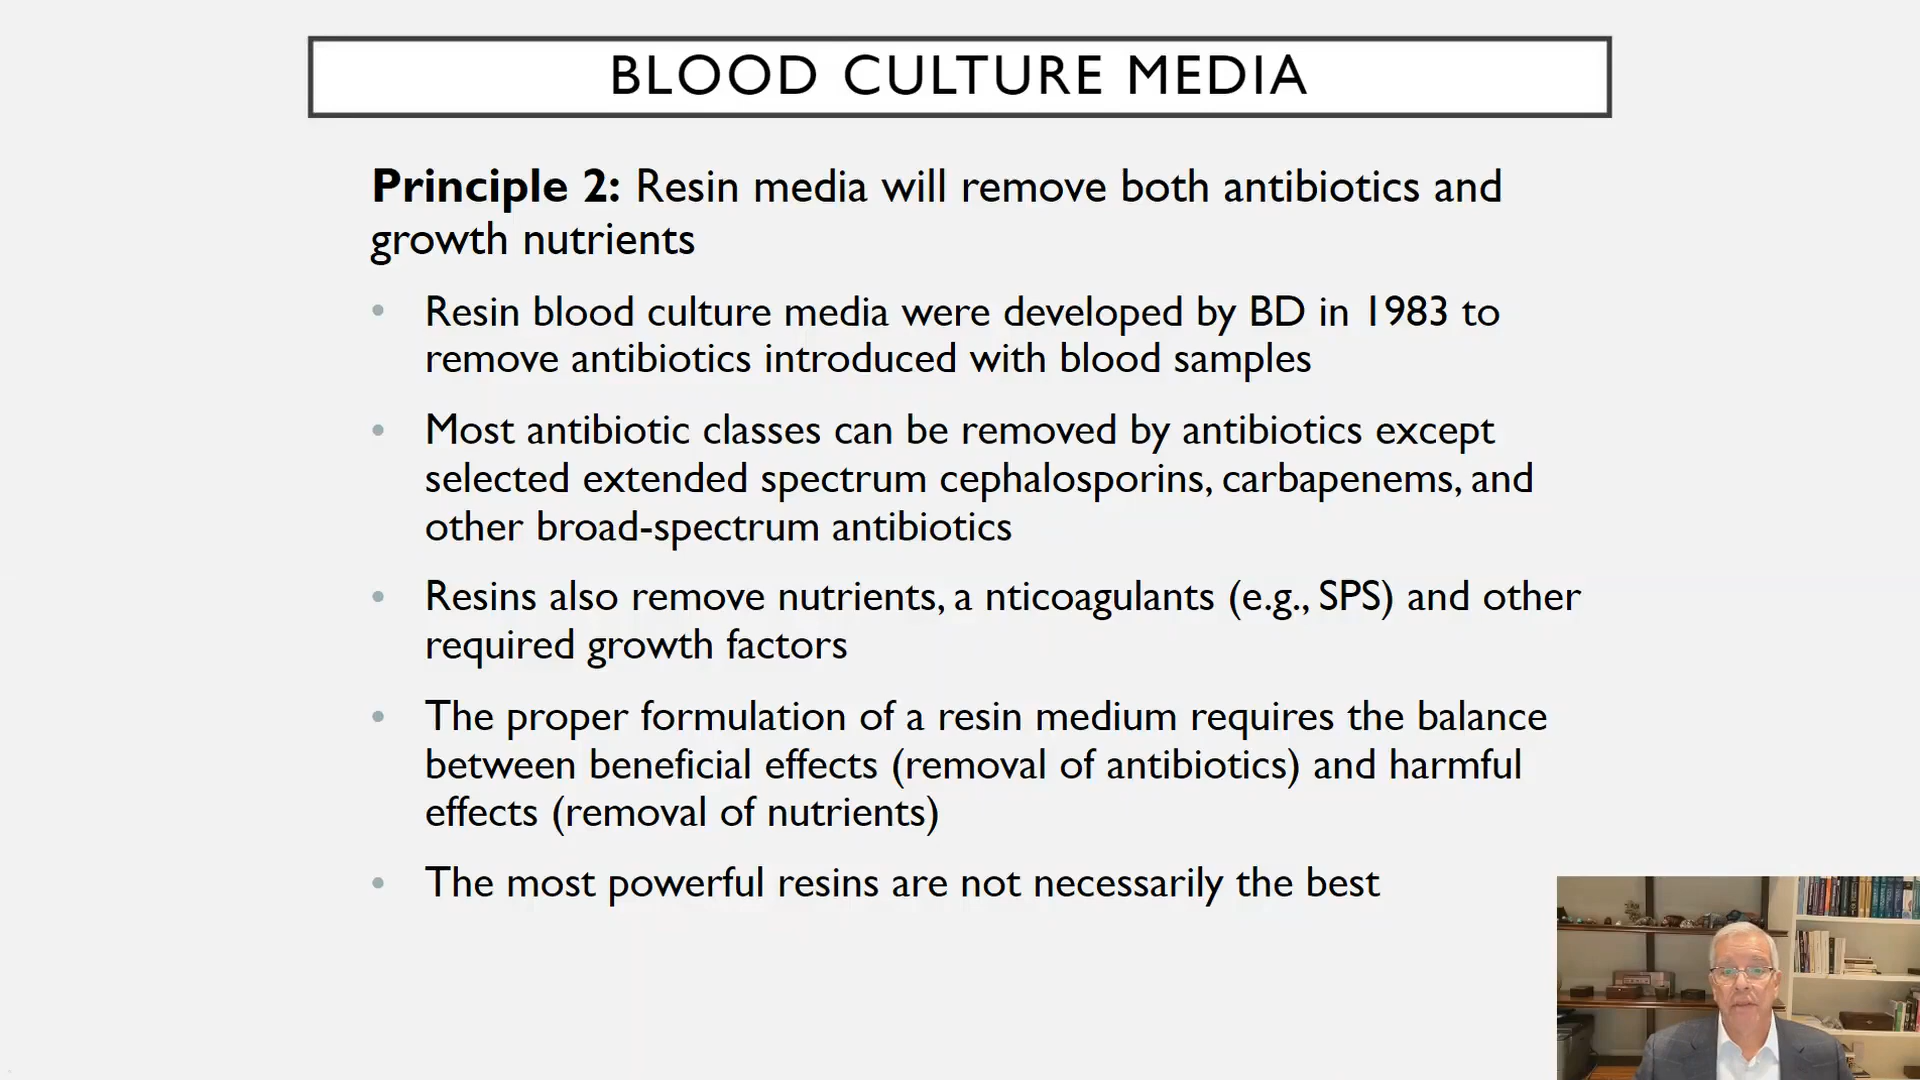 BLOOD CULTURE MEDIA
Principle 2: Resin media will remove both antibiotics and
growth nutrients
• Resin blood culture media were developed by BD in 1983 to
remove antibiotics introduced with blood samples
• Most antibiotic classes can be removed by antibiotics except
selected extended spectrum cephalosporins, carbapenems, and
other broad-spectrum antibiotics
• Resins also remove nutrients, a nticoagulants (e.g., SPS) and other
required growth factors
• The proper formulation of a resin medium requires the balance
between beneficial effects (removal of antibiotics) and harmful
effects (removal of nutrients)
• The most powerful resins are not necessarily the best